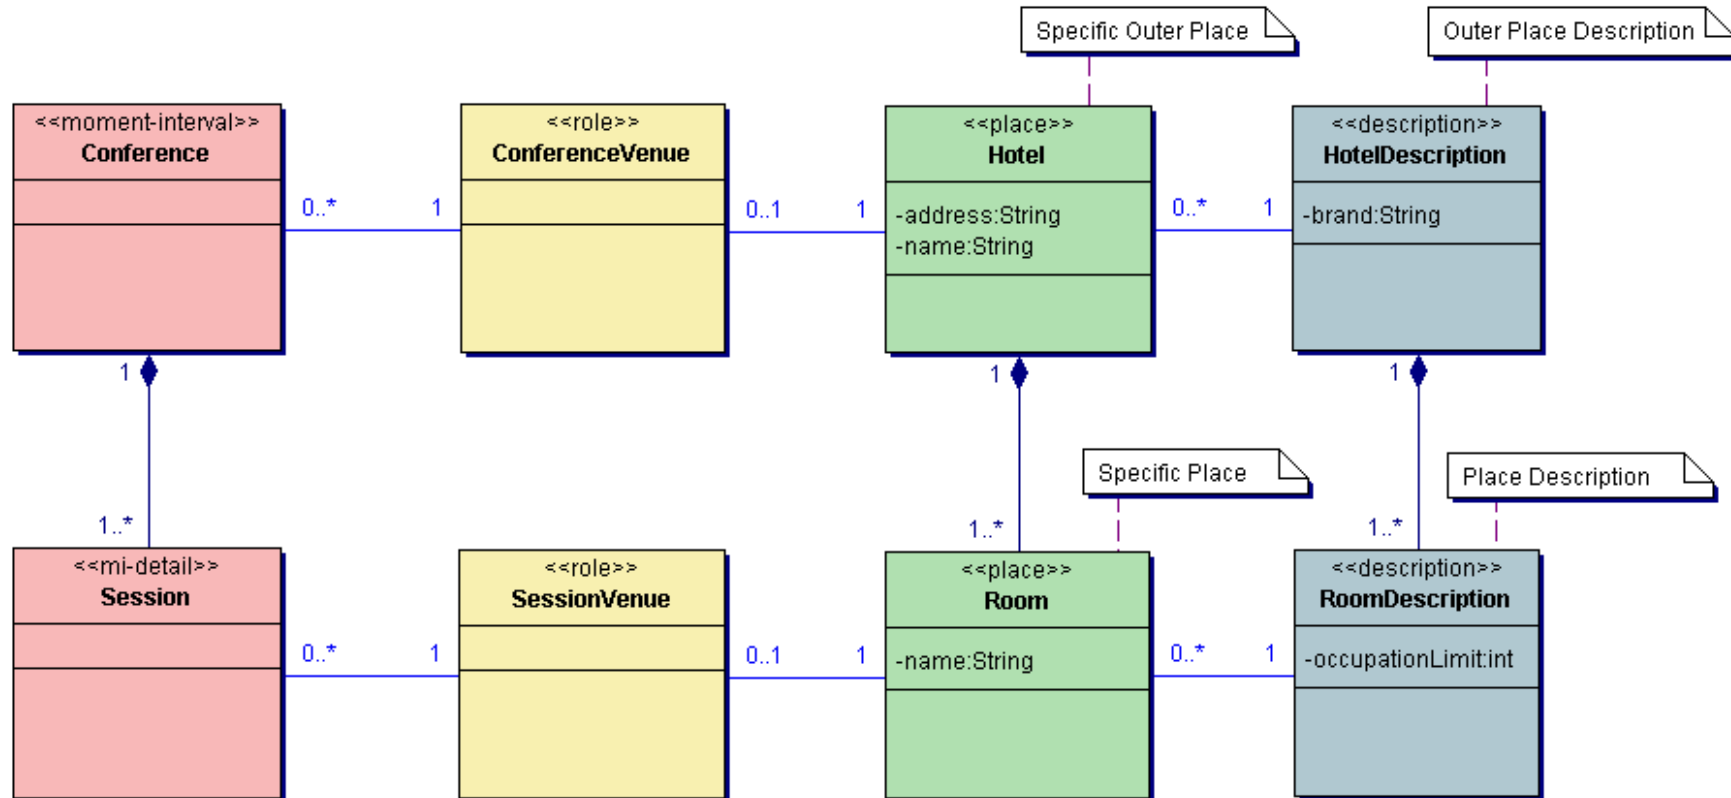 Specific Outer Place
Outer Place Description
<<moment-interval>>
Conference
<<role>>
ConferenceVenue
<<place>>
Hotel
-address:String
-name:String
<<description>>
HotelDescription
-brand:String
0..*
1
0..1
1
0..*
1
1
1
1
Specific Place
Place Description
1..*
1..*
1..*
<<mi-detail>>
Session
<<role>>
SessionVenue
<<place>>
Room
-name:String
<<description>>
RoomDescription
-occupationLimit:int
0..*
1
0..1
1
0..*
1